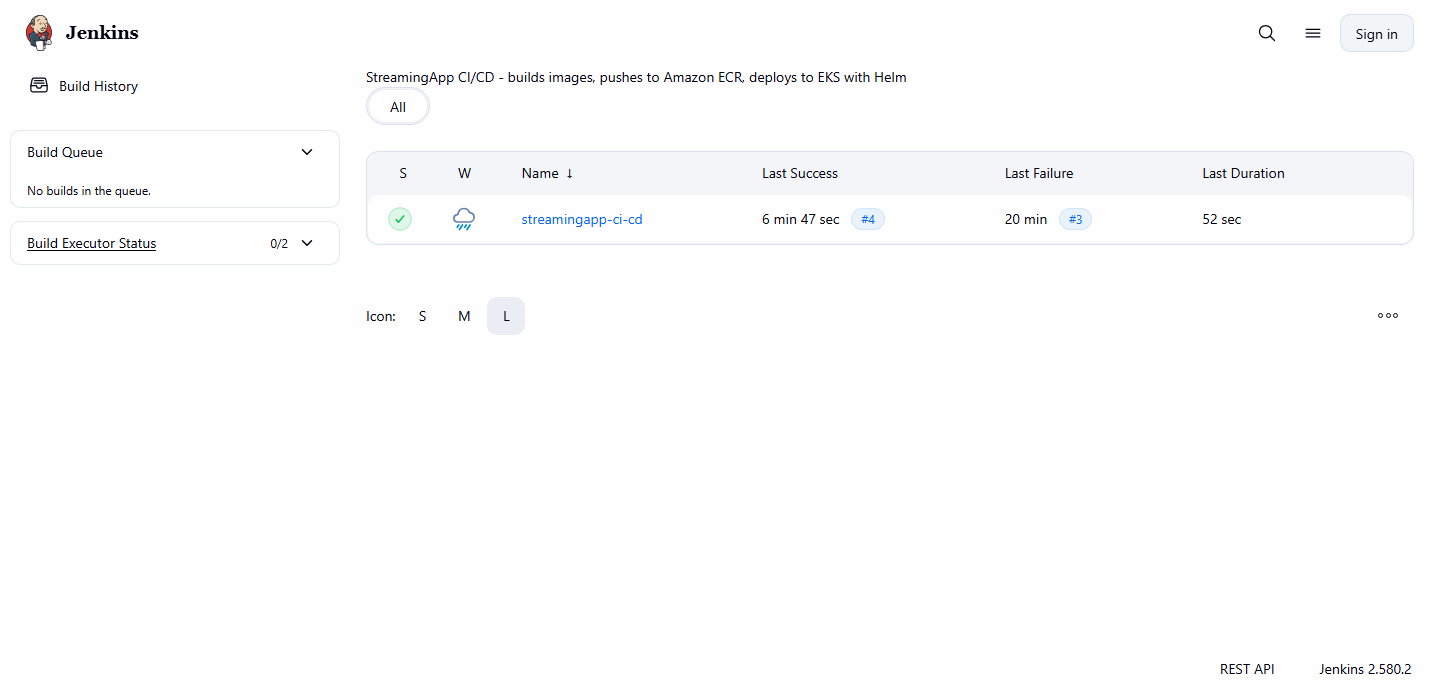 Jenkins
Sign in
Build History
Build Queue
No builds in the queue.
Build Executor Status 0/2
StreamingApp CI/CD - builds images, pushes to Amazon ECR, deploys to EKS with Helm
All
S W Name ↓ Last Success Last Failure Last Duration
streamingapp-ci-cd 6 min 47 sec #4 20 min #3 52 sec
Icon: S M L
REST API Jenkins 2.580.2